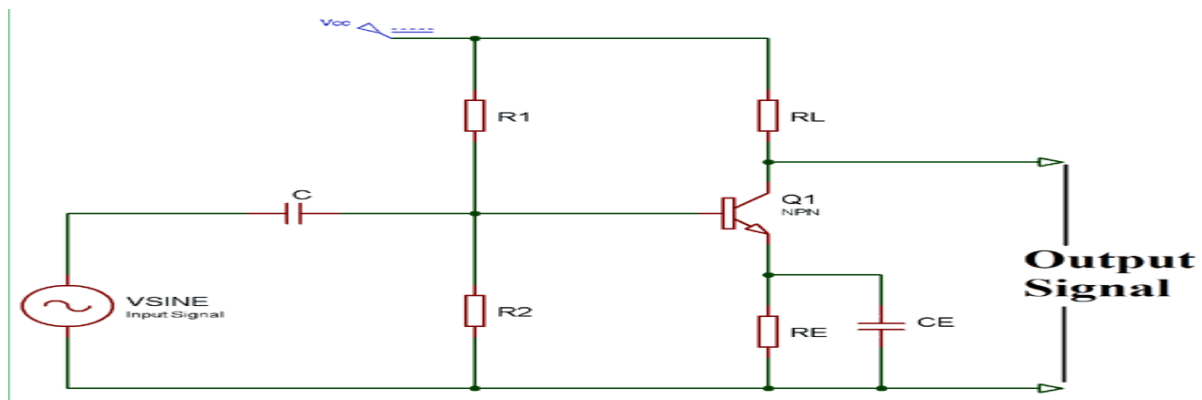 Vcc
R1
RL
C
Q1
NPN
VSINE
Input Signal
R2
RE
CE
Output
Signal